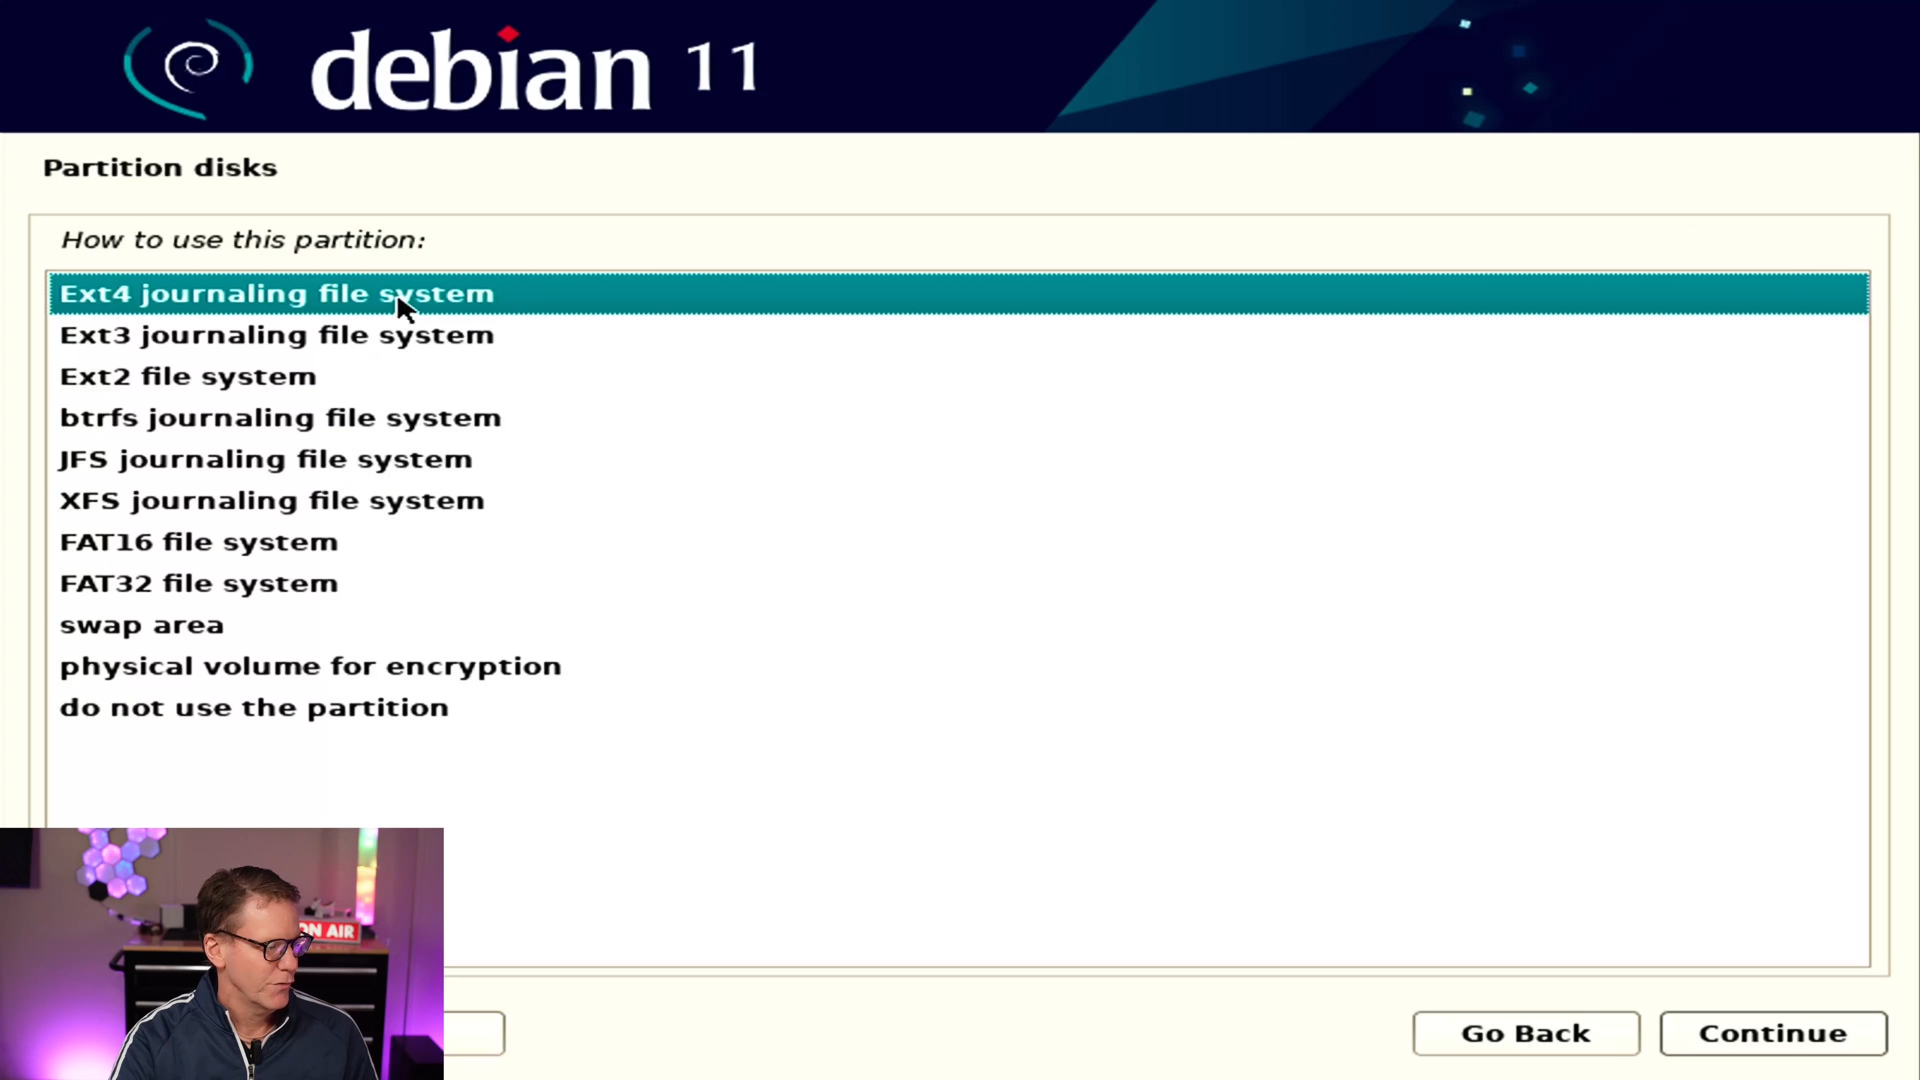 debian 11
Partition disks
How to use this partition:
Ext4 journaling file system
Ext3 journaling file system
Ext2 file system
btrfs journaling file system
JFS journaling file system
XFS journaling file system
FAT16 file system
FAT32 file system
swap area
physical volume for encryption
do not use the partition
ON AIR
Go Back
Continue